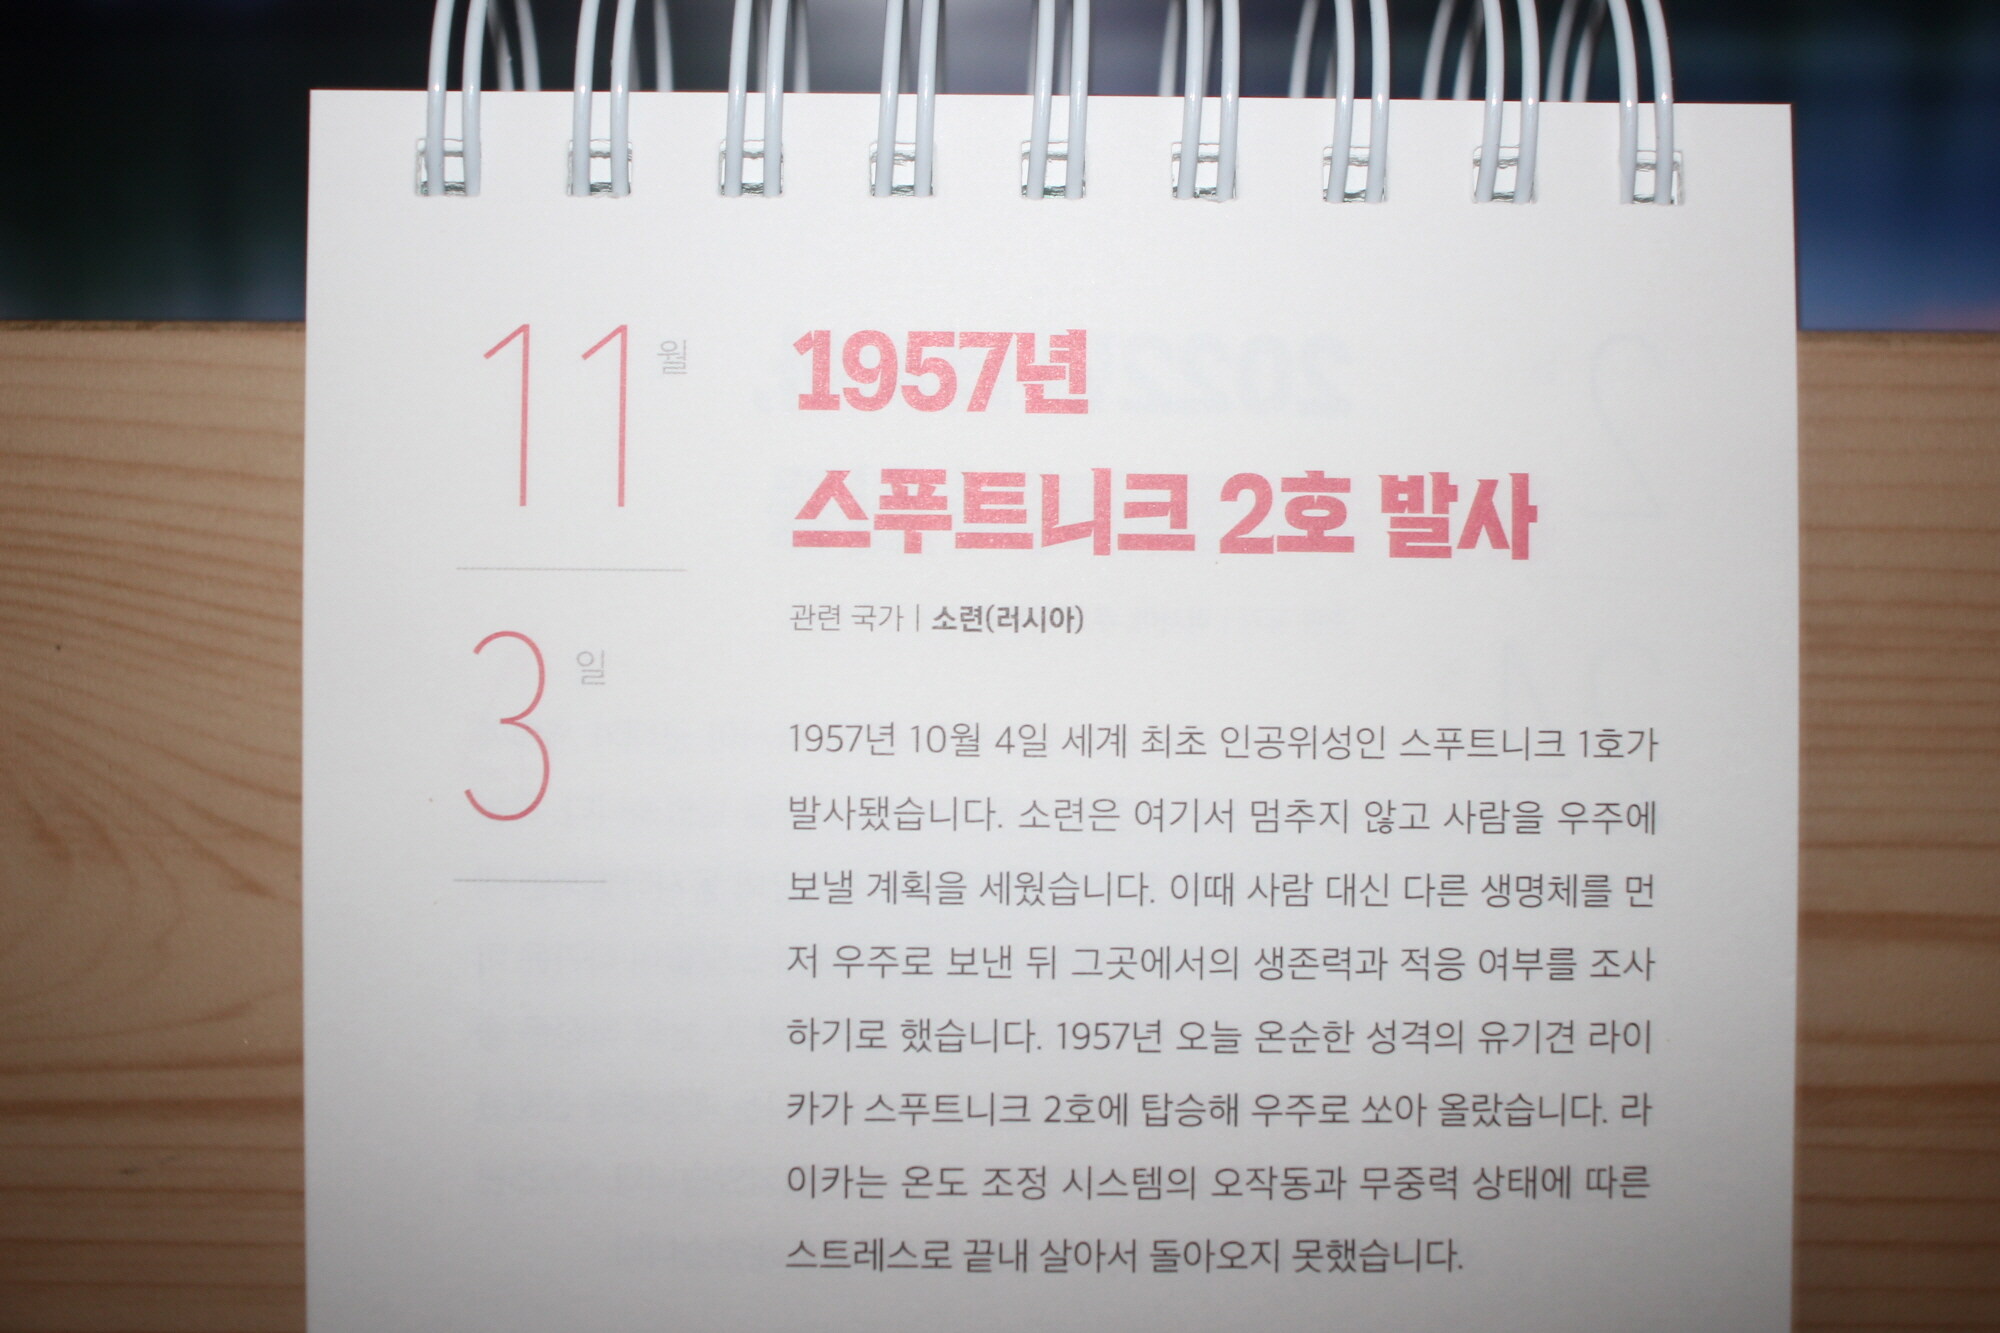 11월
3일
1957년
스푸트니크 2호 발사
관련 국가 | 소련(러시아)
1957년 10월 4일 세계 최초 인공위성인 스푸트니크 1호가
발사됐습니다. 소련은 여기서 멈추지 않고 사람을 우주에
보낼 계획을 세웠습니다. 이때 사람 대신 다른 생명체를 먼
저 우주로 보낸 뒤 그곳에서의 생존력과 적응 여부를 조사
하기로 했습니다. 1957년 오늘 온순한 성격의 유기견 라이
카가 스푸트니크 2호에 탑승해 우주로 쏘아 올랐습니다. 라
이카는 온도 조정 시스템의 오작동과 무중력 상태에 따른
스트레스로 끝내 살아서 돌아오지 못했습니다.